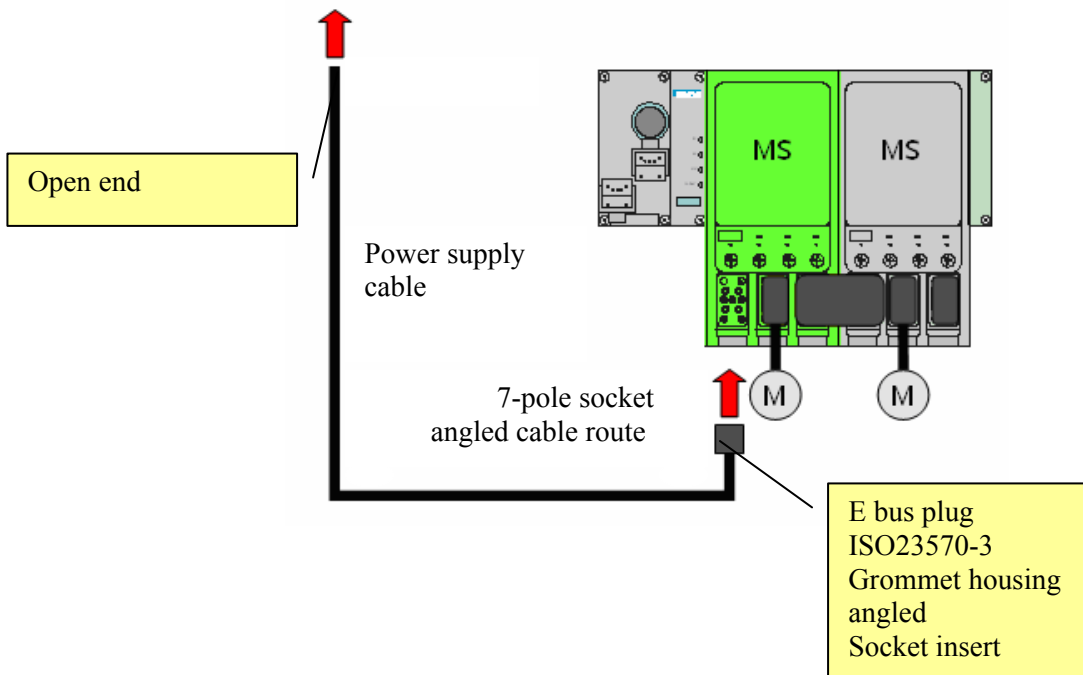 MS
MS
Open end
Power supply
cable
7-pole socket
angled cable route
M
M
E bus plug
ISO23570-3
Grommet housing
angled
Socket insert